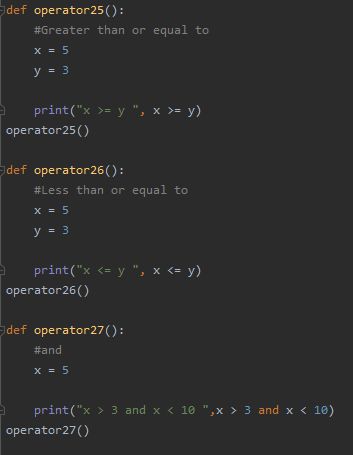 def operator25():
    #Greater than or equal to
    x = 5
    y = 3

    print("x >= y ", x >= y)
operator25()

def operator26():
    #Less than or equal to
    x = 5
    y = 3

    print("x <= y ", x <= y)
operator26()

def operator27():
    #and
    x = 5

    print("x > 3 and x < 10 ",x > 3 and x < 10)
operator27()